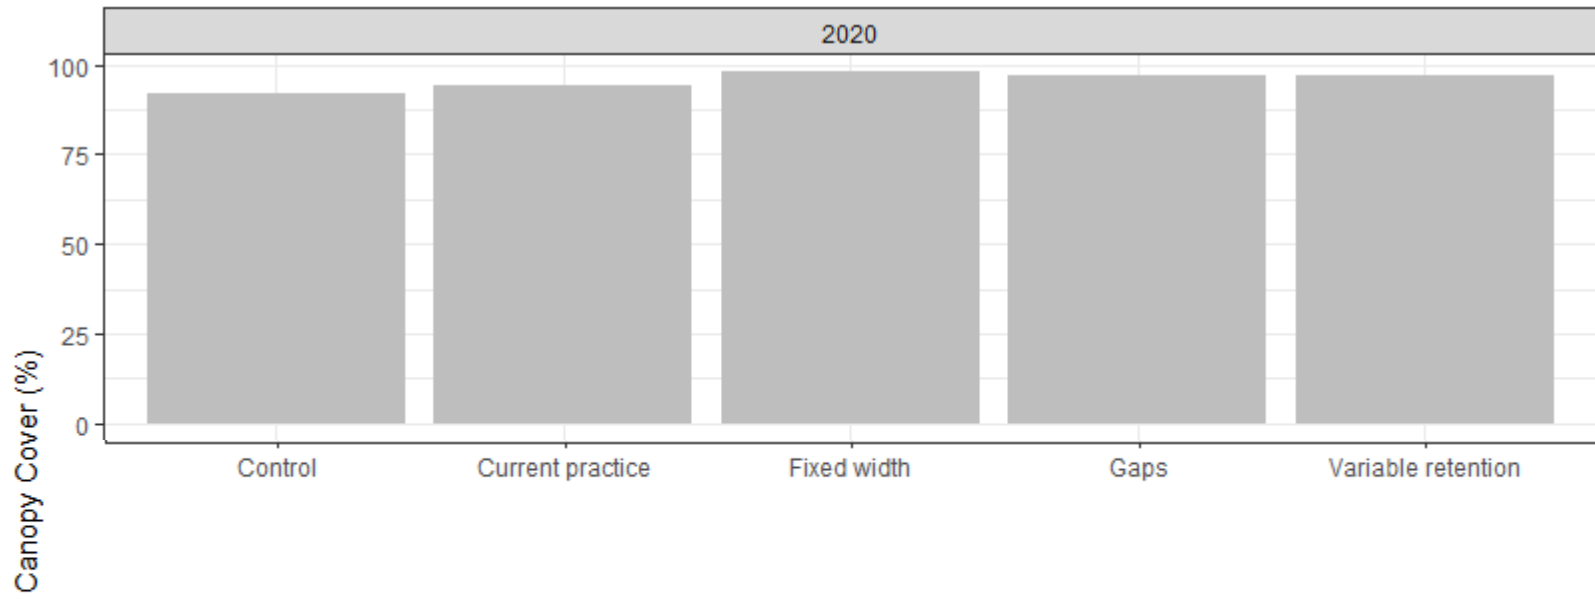 2020
100
75
50
25
0
Canopy Cover (%)
Control
Current practice
Fixed width
Gaps
Variable retention